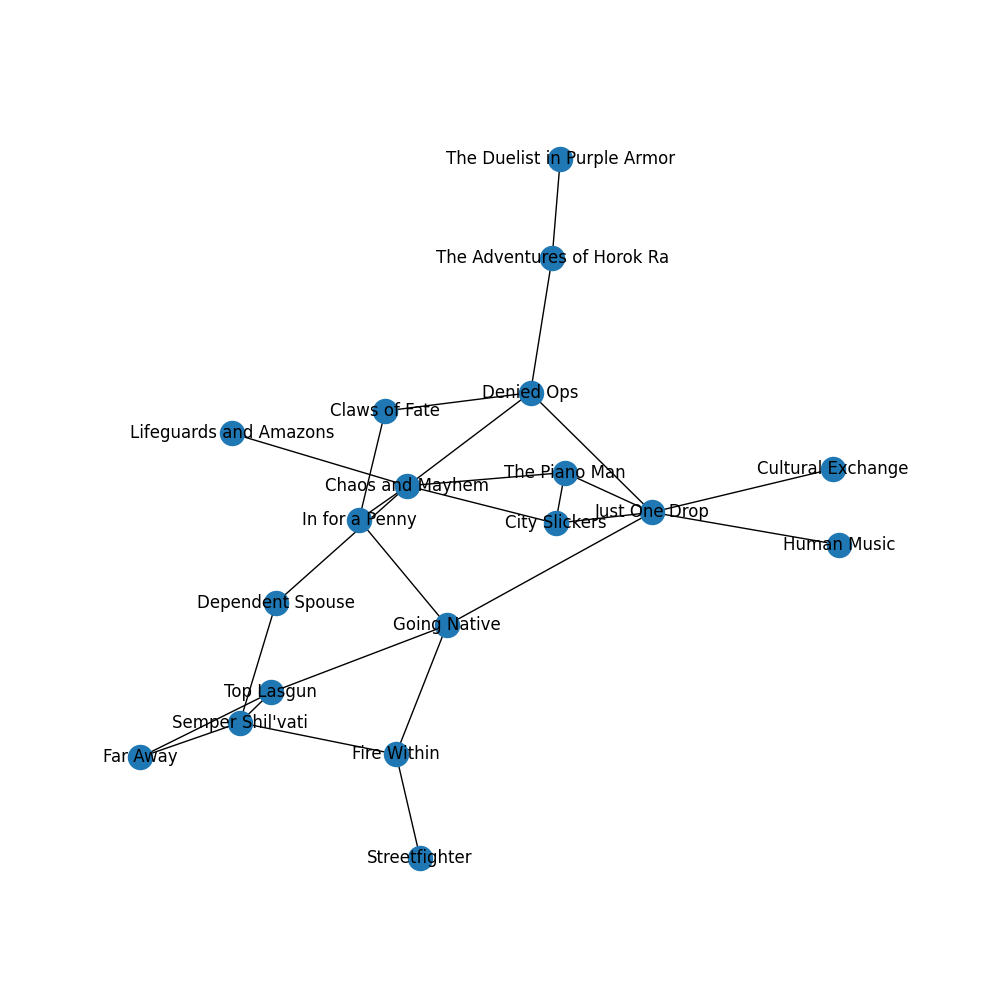 The Duelist in Purple Armor
The Adventures of Horok Ra
Denied Ops
Claws of Fate
Lifeguards and Amazons
Cultural Exchange
The Piano Man
Chaos and Mayhem
Just One Drop
In for a Penny
City Slickers
Human Music
Dependent Spouse
Going Native
Top Lasgun
Semper Shil'vati
Fire Within
Far Away
Streetfighter